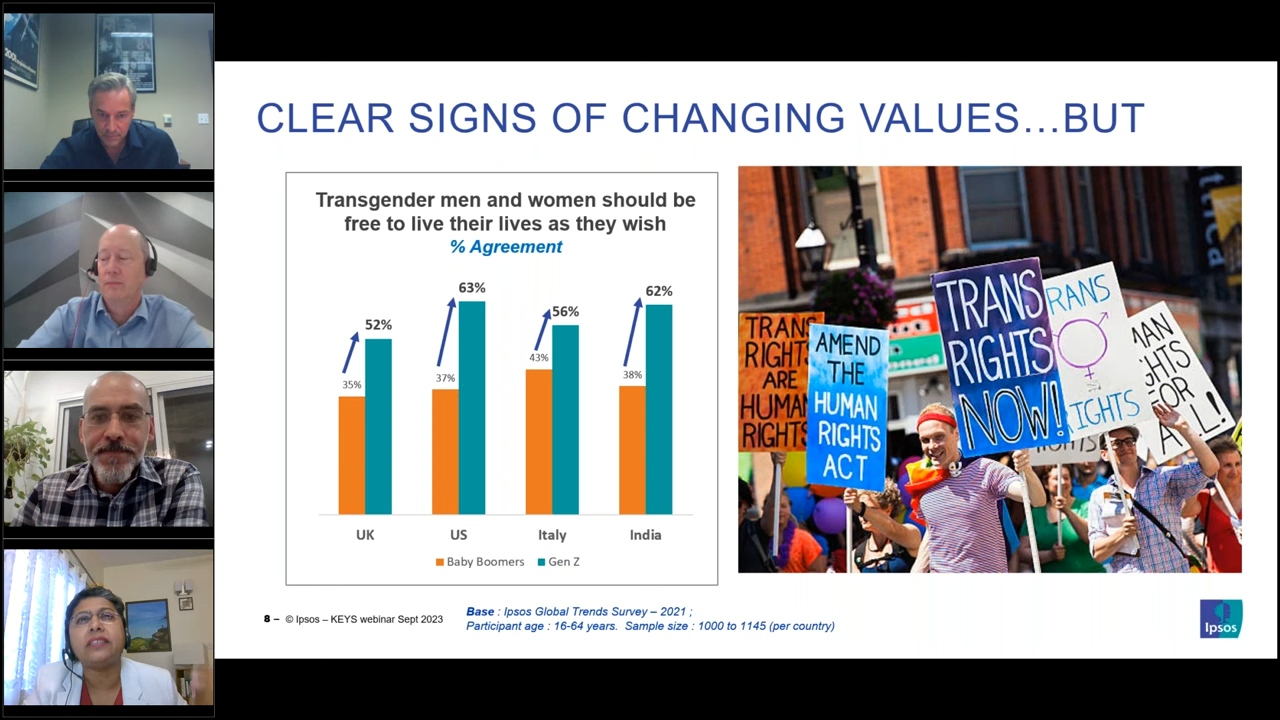 CLEAR SIGNS OF CHANGING VALUES...BUT
Transgender men and women should be
free to live their lives as they wish
% Agreement
35%
52%
37%
63%
43%
56%
38%
62%
UK
US
Italy
India
Baby Boomers
Gen Z
TRANS
RIGHTS
ARE
HUMAN
RIGHTS
AMEND
THE
HUMAN
RIGHTS
ACT
TRANS
RIGHTS
NOW!
RANS
RIGHTS
MAN
GHTS
FOR
ALL!
8 – © Ipsos – KEYS webinar Sept 2023
Base : Ipsos Global Trends Survey – 2021 ;
Participant age : 16-64 years. Sample size : 1000 to 1145 (per country)
Ipsos